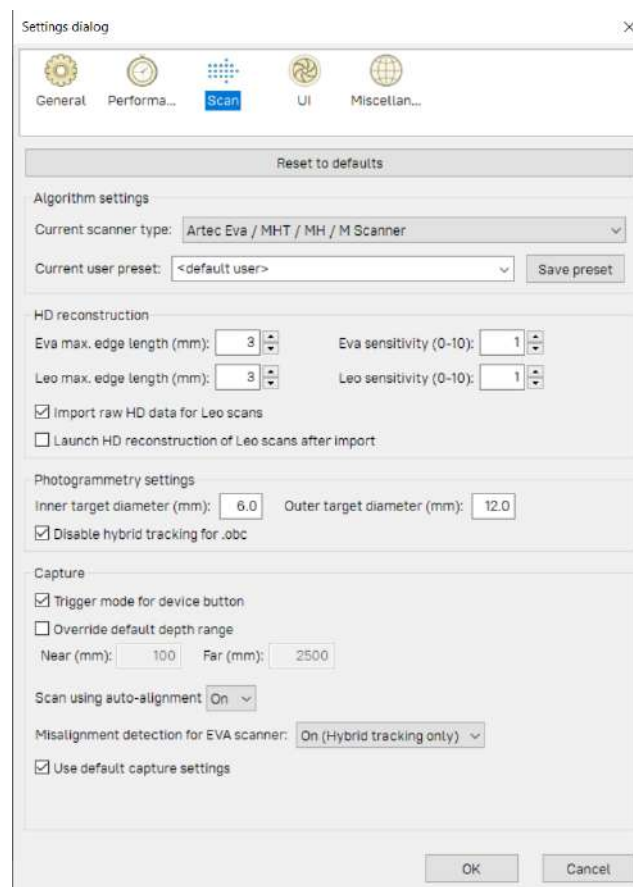 Settings dialog
General Performa... Scan UI Miscellan...
Reset to defaults
Algorithm settings
Current scanner type: Artec Eva / MHT / MH / M Scanner
Current user preset: <default user> Save preset
HD reconstruction
Eva max. edge length (mm): 3 Eva sensitivity (0-10): 1
Leo max. edge length (mm): 3 Leo sensitivity (0-10): 1
Import raw HD data for Leo scans
Launch HD reconstruction of Leo scans after import
Photogrammetry settings
Inner target diameter (mm): 6.0 Outer target diameter (mm): 12.0
Disable hybrid tracking for .obc
Capture
Trigger mode for device button
Override default depth range
Near (mm): 100 Far (mm): 2500
Scan using auto-alignment On
Misalignment detection for EVA scanner: On (Hybrid tracking only)
Use default capture settings
OK Cancel